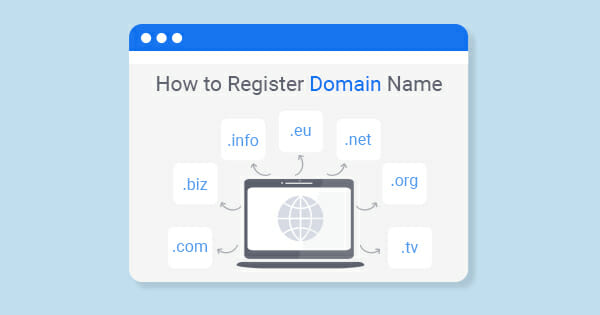 How to Register Domain Name
.eu
.info
.net
.biz
.org
.com
.tv